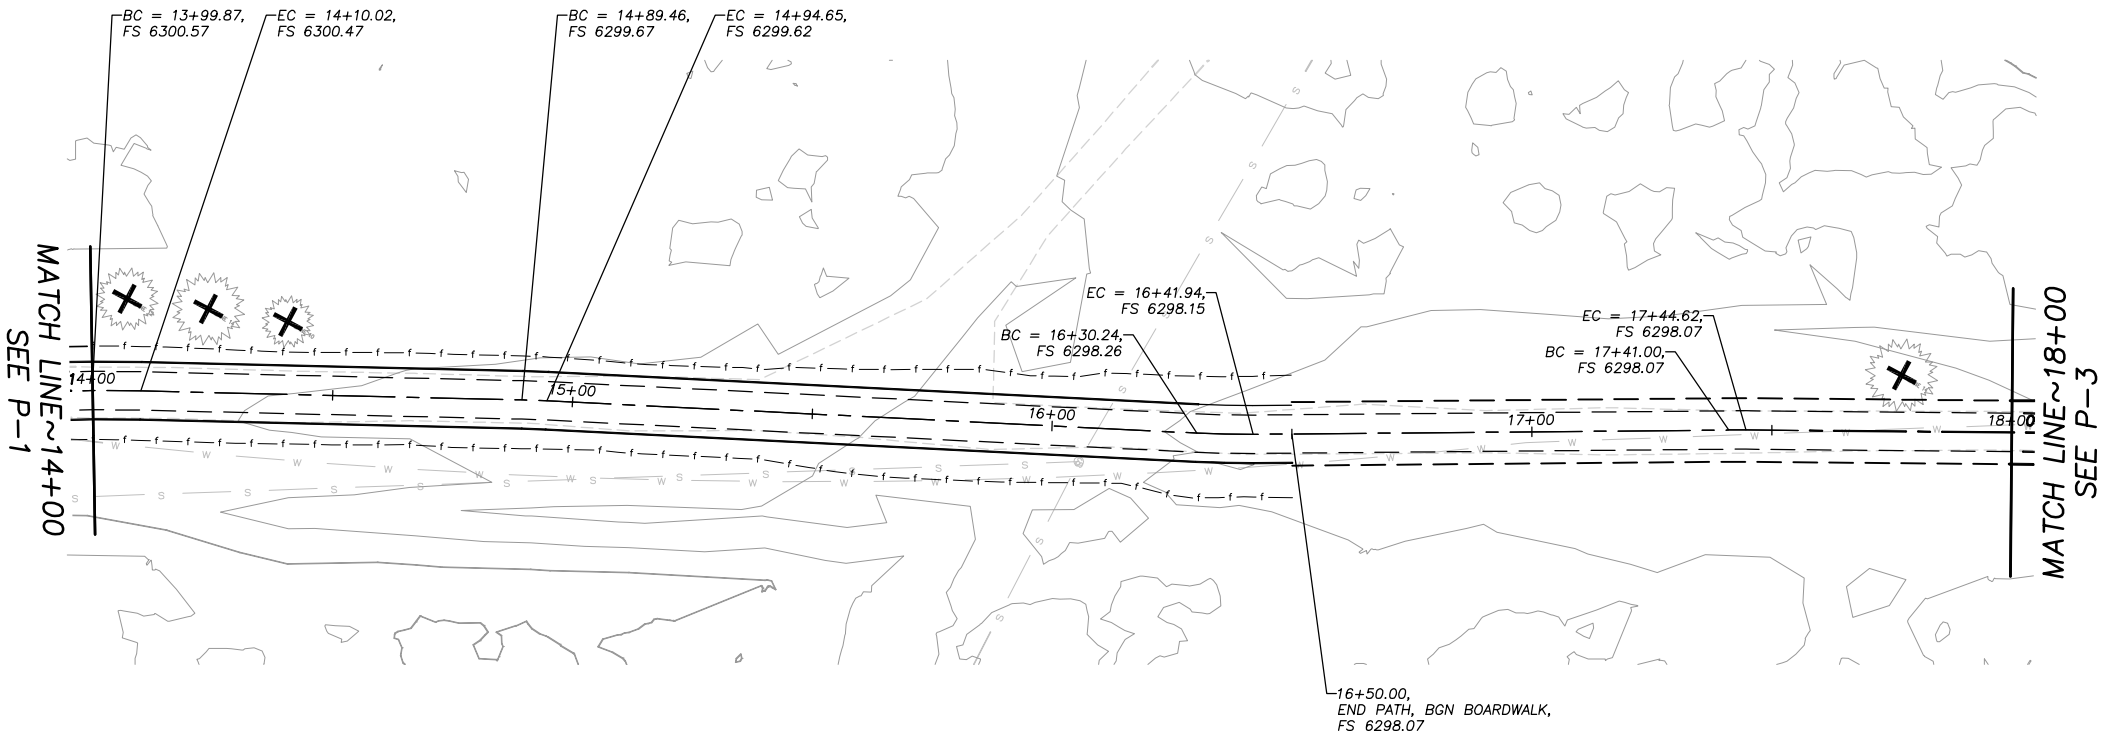 BC = 13+99.87,
FS 6300.57
EC = 14+10.02,
FS 6300.47
BC = 14+89.46,
FS 6299.67
EC = 14+94.65,
FS 6299.62
EC = 16+41.94,
FS 6298.15
BC = 16+30.24,
FS 6298.26
EC = 17+44.62,
FS 6298.07
BC = 17+41.00,
FS 6298.07
MATCH LINE~14+00
SEE P-1
14+00
15+00
16+00
17+00
18+00
MATCH LINE~18+00
SEE P-3
16+50.00,
END PATH, BGN BOARDWALK,
FS 6298.07